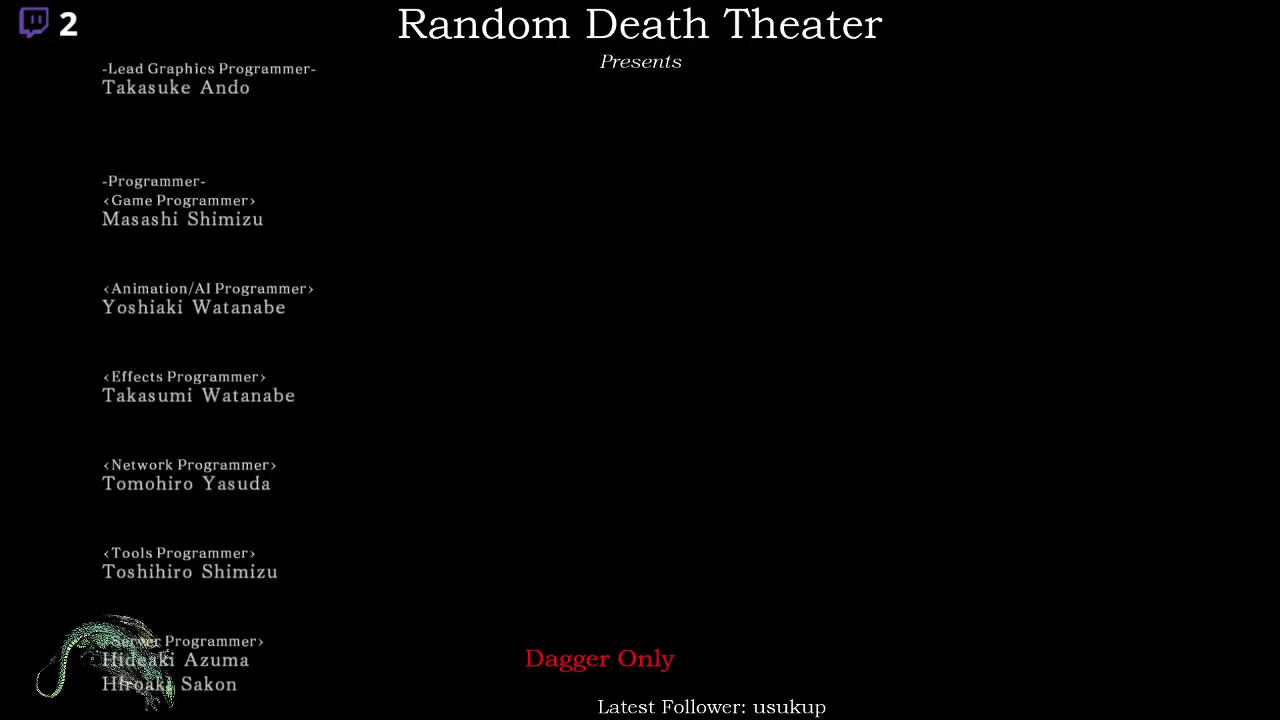 2
Random Death Theater
Presents
-Lead Graphics Programmer-
Takasuke Ando
-Programmer-
<Game Programmer>
Masashi Shimizu
<Animation/AI Programmer>
Yoshiaki Watanabe
<Effects Programmer>
Takasumi Watanabe
<Network Programmer>
Tomohiro Yasuda
<Tools Programmer>
Toshihiro Shimizu
<Server Programmer>
Hideaki Azuma
Hiroaki Sakon
Dagger Only
Latest Follower: usukup